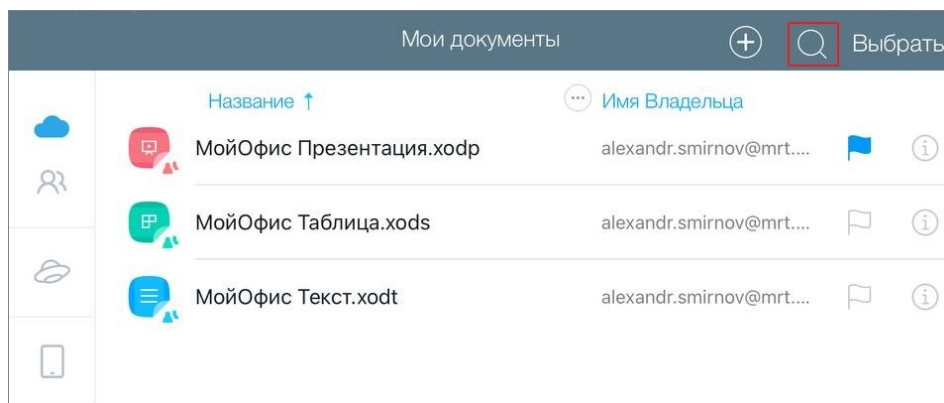 Мои документы Выбрать
Название ↑ Имя Владельца
МойОфис Презентация.xodp alexandr.smirnov@mrt....
МойОфис Таблица.xods alexandr.smirnov@mrt....
МойОфис Текст.xodt alexandr.smirnov@mrt....